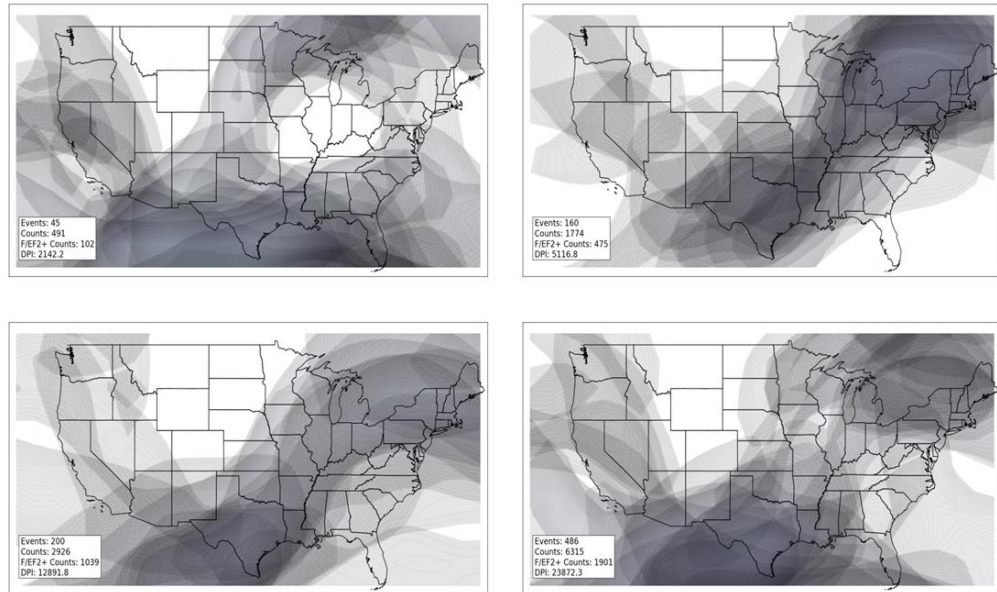 Events: 45
Counts: 491
F/EF2+ Counts: 102
DPI: 2142.2
Events: 160
Counts: 1774
F/EF2+ Counts: 475
DPI: 5116.8
Events: 200
Counts: 2926
F/EF2+ Counts: 1039
DPI: 12891.8
Events: 486
Counts: 6315
F/EF2+ Counts: 1901
DPI: 23872.3